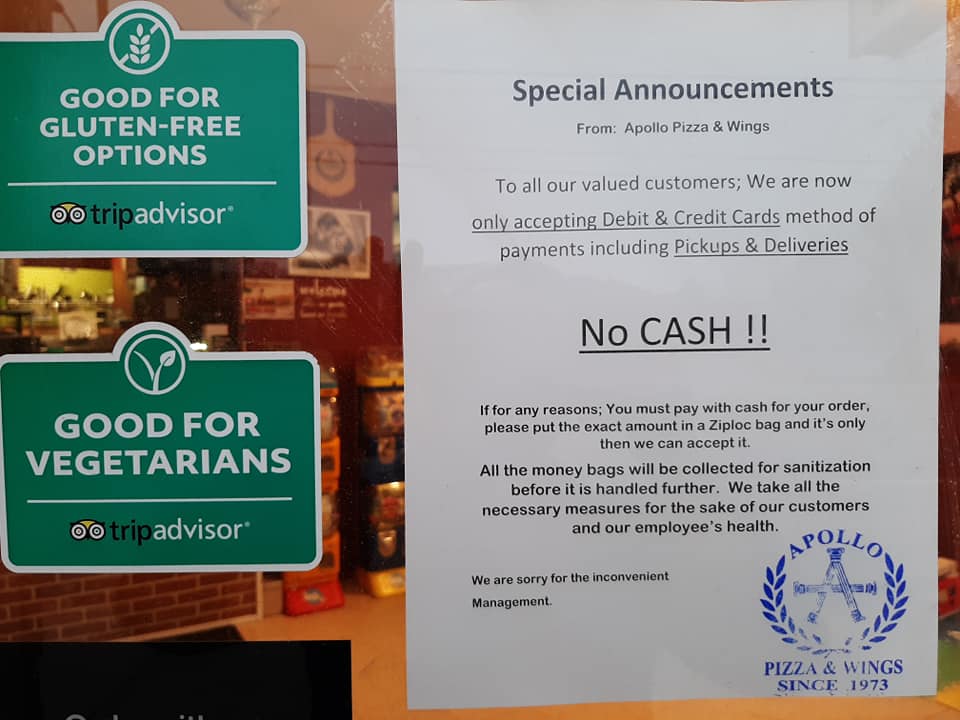 GOOD FOR
GLUTEN-FREE
OPTIONS
tripadvisor®
GOOD FOR
VEGETARIANS
tripadvisor®
Special Announcements
From: Apollo Pizza & Wings
To all our valued customers; We are now
only accepting Debit & Credit Cards method of
payments including Pickups & Deliveries
No CASH !!
If for any reasons; You must pay with cash for your order,
please put the exact amount in a Ziploc bag and it's only
then we can accept it.
All the money bags will be collected for sanitization
before it is handled further. We take all the
necessary measures for the sake of our customers
and our employee's health.
We are sorry for the inconvenient
Management.
APOLLO
PIZZA & WINGS
SINCE 1973
welcome